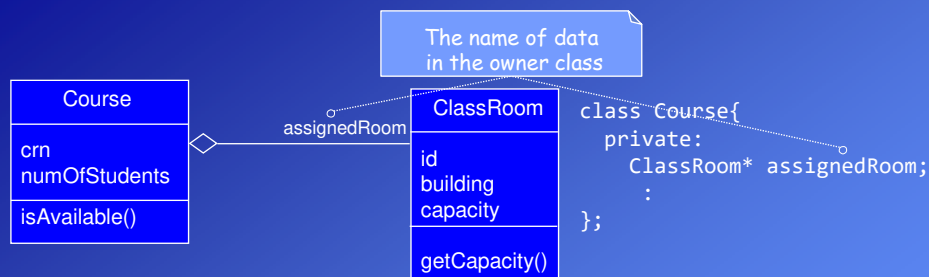 The name of data
in the owner class
Course
crn
numOfStudents
isAvailable()
assignedRoom
ClassRoom
id
building
capacity
getCapacity()
class Course{
private:
ClassRoom* assignedRoom;
:
};